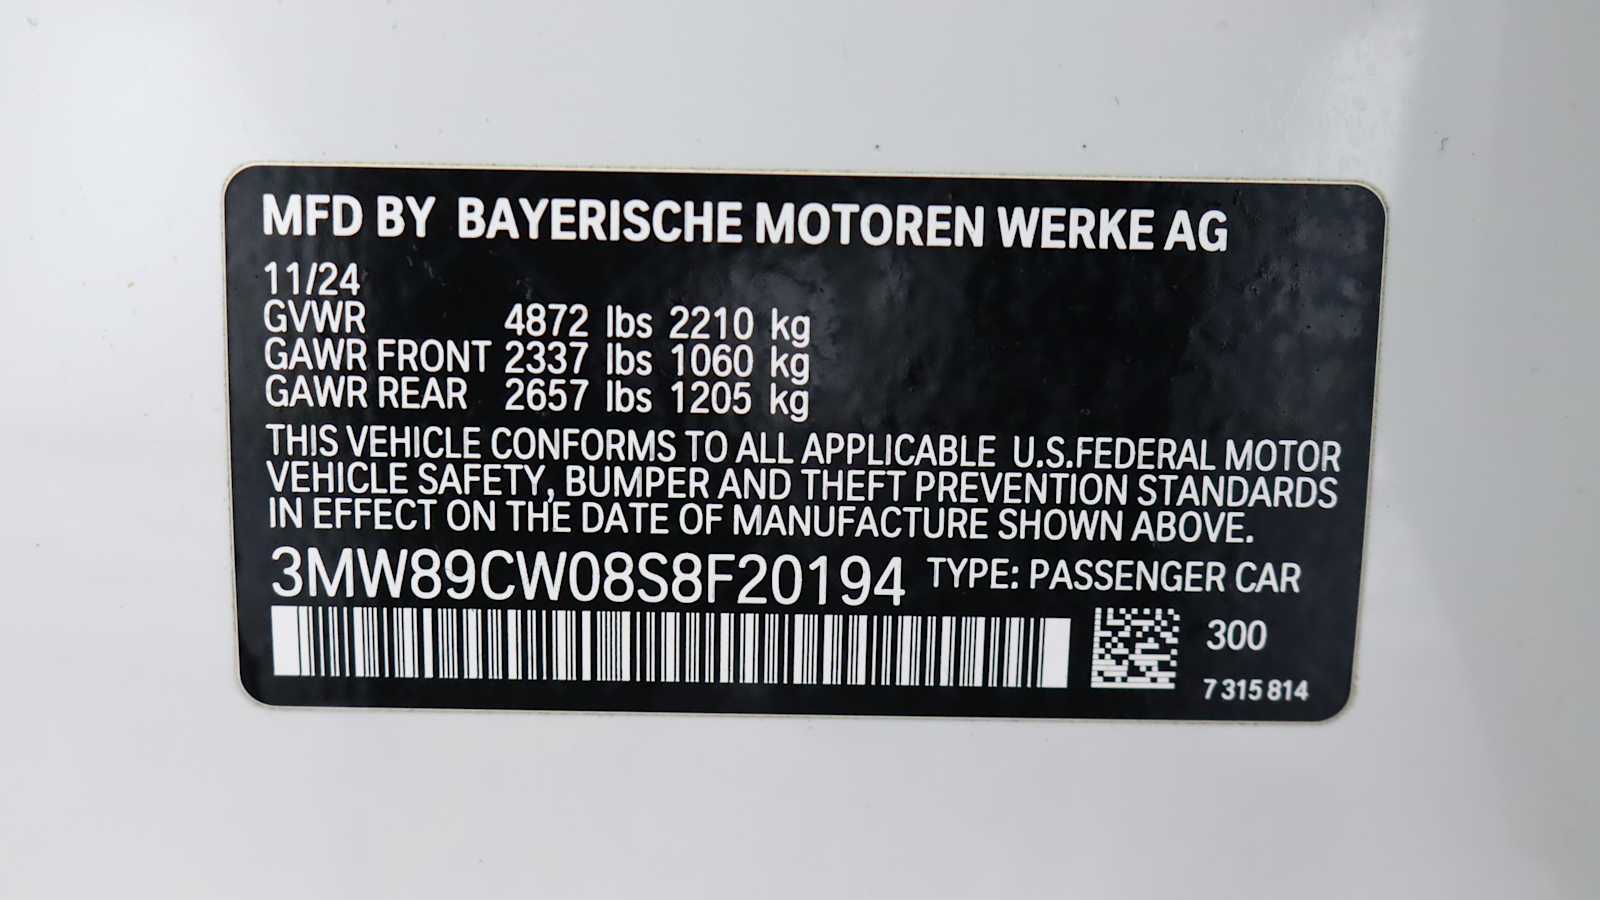 MFD BY BAYERISCHE MOTOREN WERKE AG
11/24
GVWR 4872 lbs 2210 kg
GAWR FRONT 2337 lbs 1060 kg
GAWR REAR 2657 lbs 1205 kg
THIS VEHICLE CONFORMS TO ALL APPLICABLE U.S.FEDERAL MOTOR
VEHICLE SAFETY, BUMPER AND THEFT PREVENTION STANDARDS
IN EFFECT ON THE DATE OF MANUFACTURE SHOWN ABOVE.
3MW89CW08S8F20194 TYPE: PASSENGER CAR
300
7 315 814